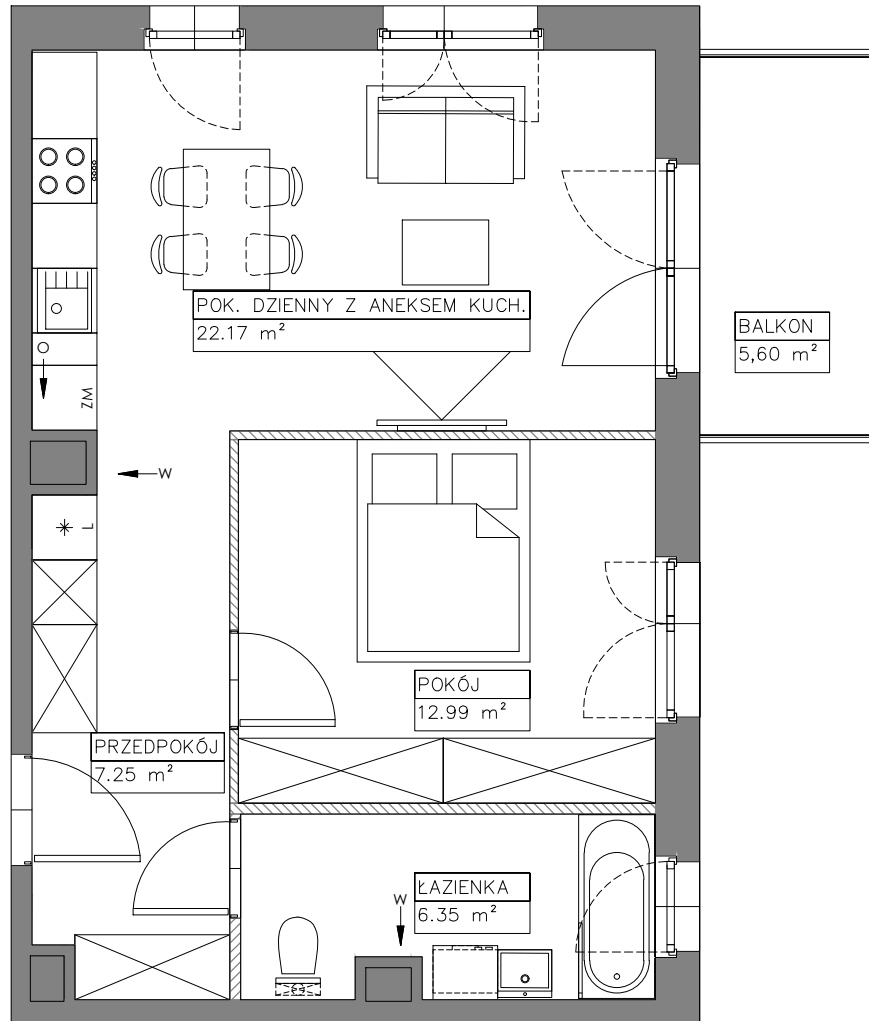 POK. DZIENNY Z ANEKSEM KUCH.
22.17 m²
BALKON
5,60 m²
ZM
W
L
POKÓJ
12.99 m²
PRZEDPOKÓJ
7.25 m²
ŁAZIENKA
6.35 m²
W